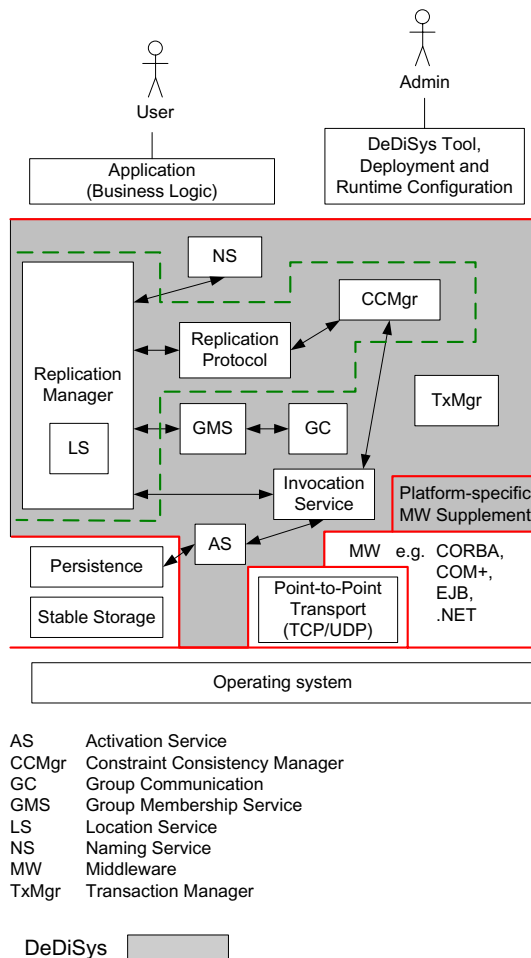 User
Admin
Application
(Business Logic)
DeDiSys Tool,
Deployment and
Runtime Configuration
NS
CCMgr
Replication
Protocol
Replication
Manager
LS
TxMgr
GMS
GC
Invocation
Service
Platform-specific
MW Supplement
AS
Persistence
MW e.g. CORBA,
COM+,
EJB,
.NET
Point-to-Point
Transport
(TCP/UDP)
Stable Storage
Operating system
AS Activation Service
CCMgr Constraint Consistency Manager
GC Group Communication
GMS Group Membership Service
LS Location Service
NS Naming Service
MW Middleware
TxMgr Transaction Manager
DeDiSys